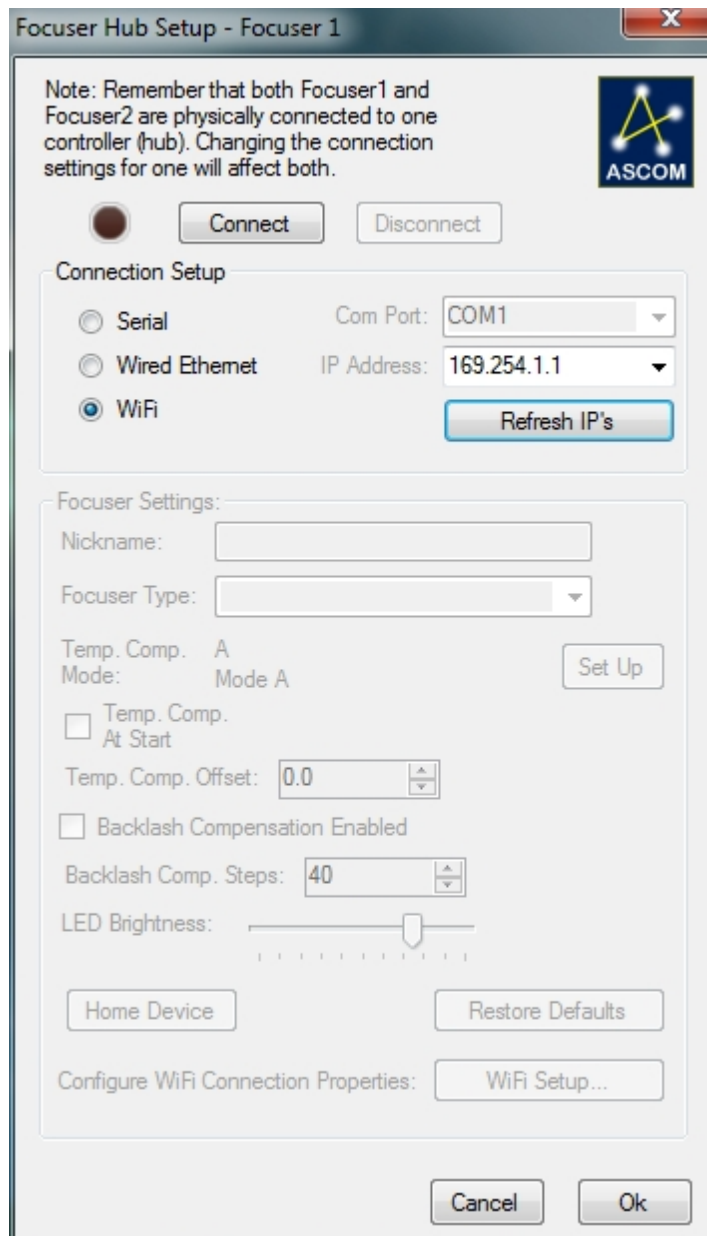 Focuser Hub Setup - Focuser 1
x
Note: Remember that both Focuser1 and
Focuser2 are physically connected to one
controller (hub). Changing the connection
settings for one will affect both.
ASCOM
Connect
Disconnect
Connection Setup
Serial
Com Port:
COM1
Wired Ethernet
IP Address:
169.254.1.1
WiFi
Refresh IP's
Focuser Settings:
Nickname:
Focuser Type:
Temp. Comp.
Mode:
A
Mode A
Set Up
Temp. Comp.
At Start
Temp. Comp. Offset:
0.0
Backlash Compensation Enabled
Backlash Comp. Steps:
40
LED Brightness:
Home Device
Restore Defaults
Configure WiFi Connection Properties:
WiFi Setup...
Cancel
Ok